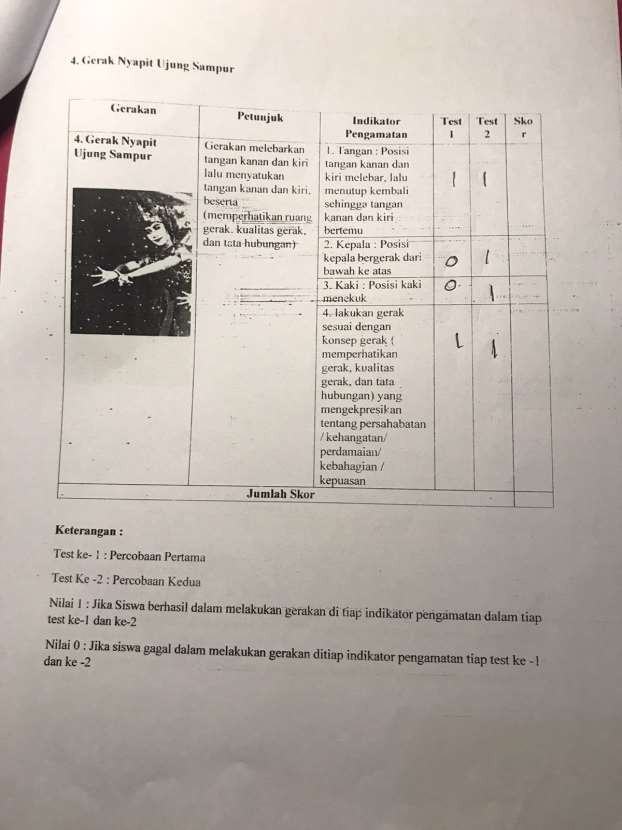 4. Gerak Nyapit Ujung Sampur
Gerakan
Petunjuk
Indikator
Pengamatan
Test
1
Test
2
Sko
r
4. Gerak Nyapit
Ujung Sampur
Gerakan melebarkan
tangan kanan dan kiri
lalu menyatukan
tangan kanan dan kiri,
beserta
(memperhatikan ruang
gerak, kualitas gerak,
dan tata hubungan)
1. Tangan : Posisi
tangan kanan dan
kiri melebar, lalu
menutup kembali
sehingga tangan
kanan dan kiri
bertemu
1 1
2. Kepala : Posisi
kepala bergerak dari
bawah ke atas
0 1
3. Kaki : Posisi kaki
menekuk
0 1
4. lakukan gerak
sesuai dengan
konsep gerak (
memperhatikan
gerak, kualitas
gerak, dan tata
hubungan) yang
mengekpresikan
tentang persahabatan
/ kehangatan/
perdamaian/
kebahagian /
kepuasan
1 1
Jumlah Skor
Keterangan :
Test ke- 1 : Percobaan Pertama
Test Ke -2 : Percobaan Kedua
Nilai 1 : Jika Siswa berhasil dalam melakukan gerakan di tiap indikator pengamatan dalam tiap
test ke-1 dan ke-2
Nilai 0 : Jika siswa gagal dalam melakukan gerakan ditiap indikator pengamatan tiap test ke -1
dan ke -2